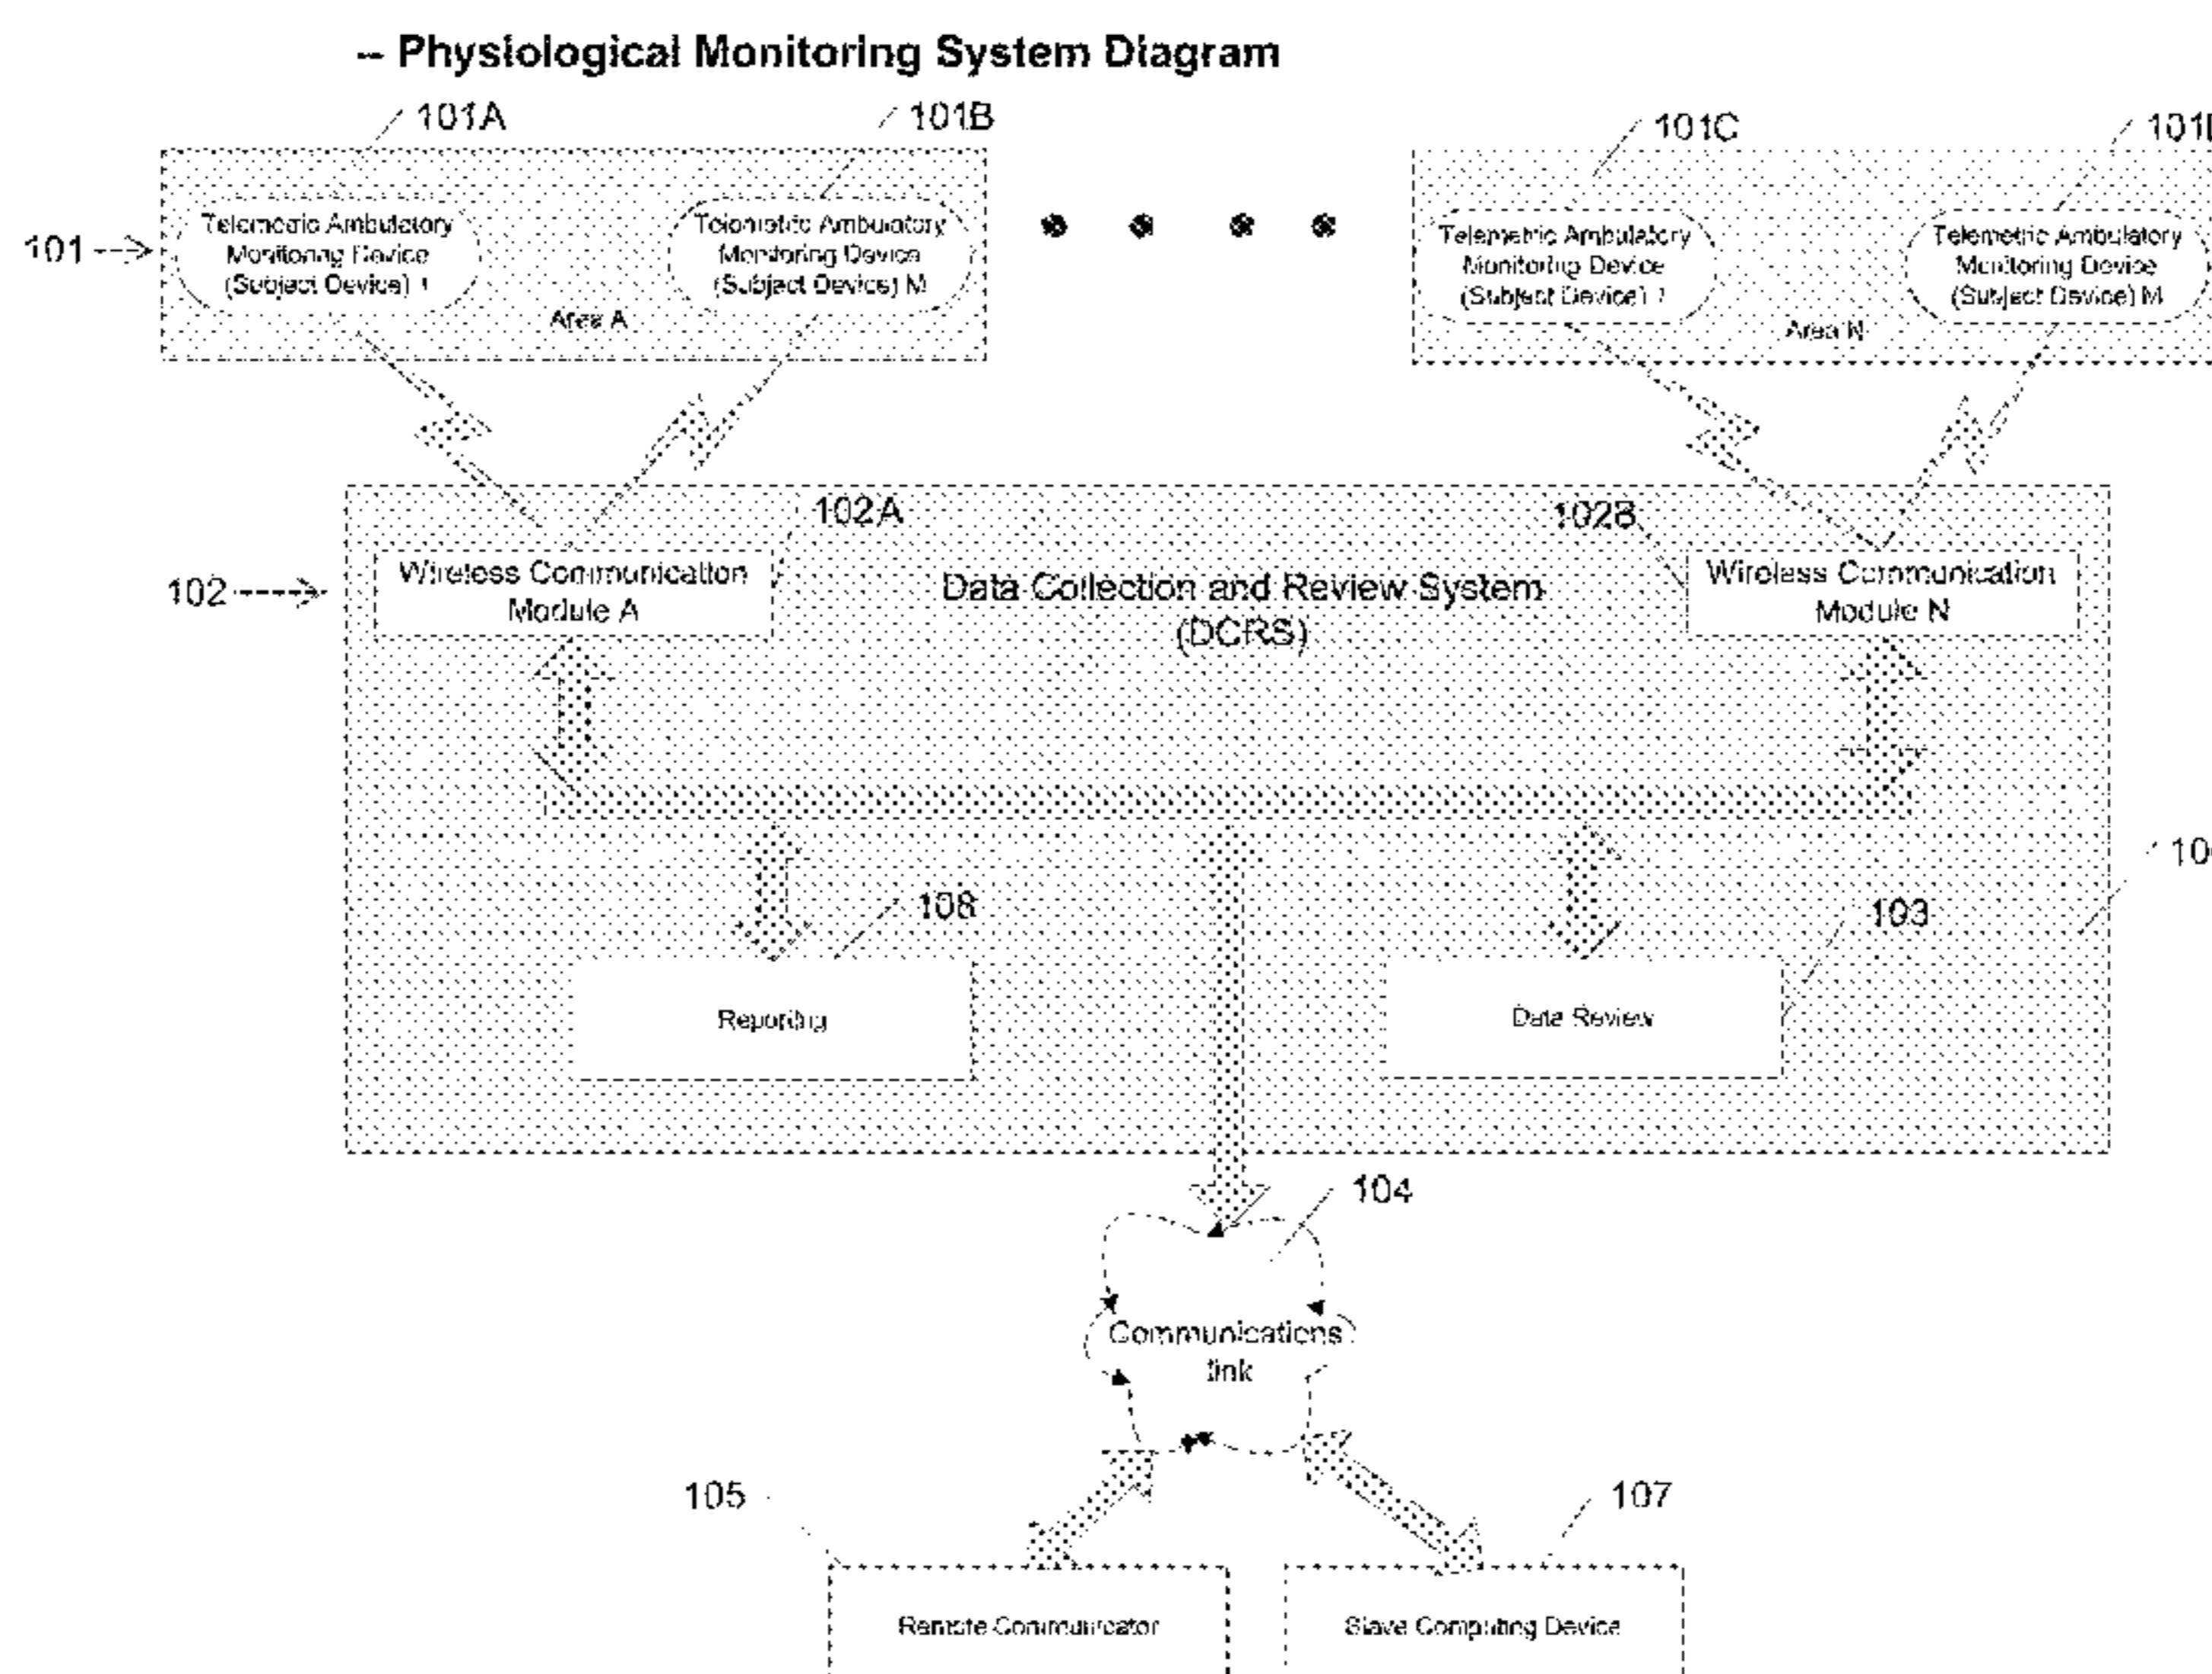 -- Physiological Monitoring System Diagram
101A
101B
101C
101
Telemetric Ambulatory
Monitoring Device
(Subject Device) 1
Telemetric Ambulatory
Monitoring Device
(Subject Device) M
Area A
Telemetric Ambulatory
Monitoring Device
(Subject Device) 1
Telemetric Ambulatory
Monitoring Device
(Subject Device) M
Area N
102A
102B
102
Wireless Communication
Module A
Data Collection and Review System
(DCRS)
Wireless Communication
Module N
108
103
Reporting
Data Review
104
Communications
link
105
107
Remote Communicator
Slave Computing Device